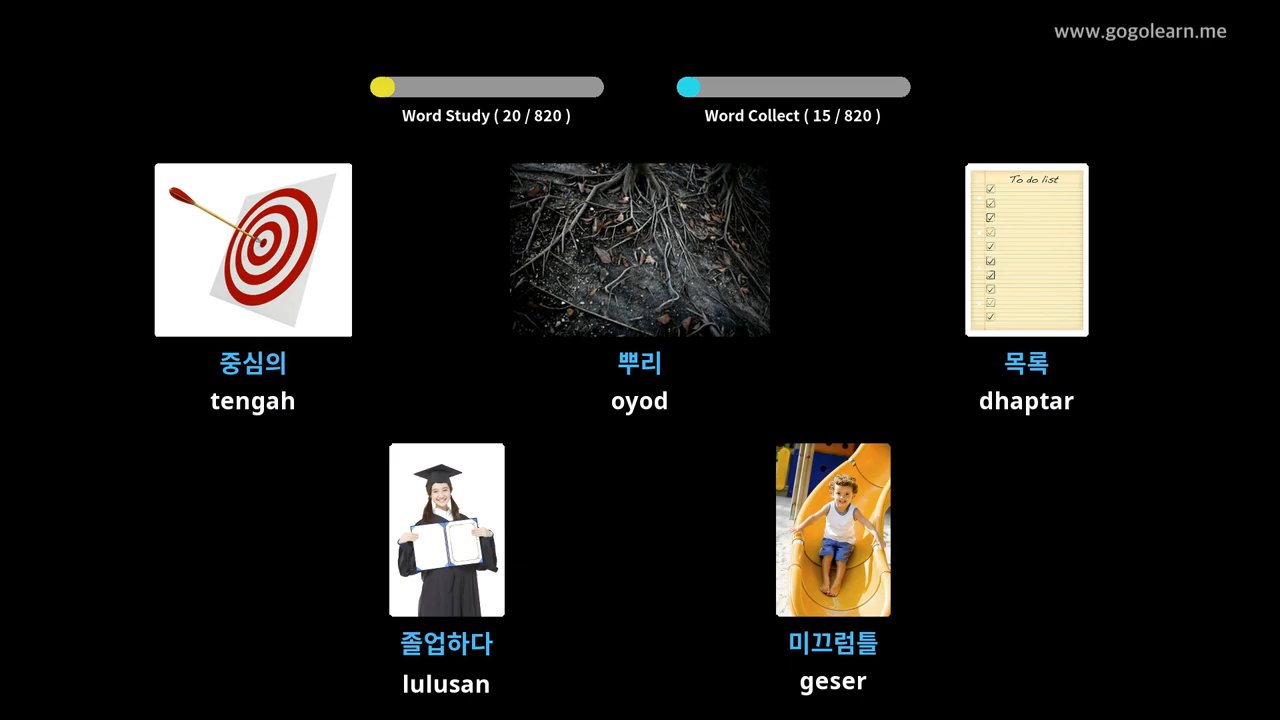 www.gogolearn.me
Word Study ( 20 / 820 )
Word Collect ( 15 / 820 )
To do list
중심의
tengah
뿌리
oyod
목록
dhaptar
졸업하다
lulusan
미끄럼틀
geser